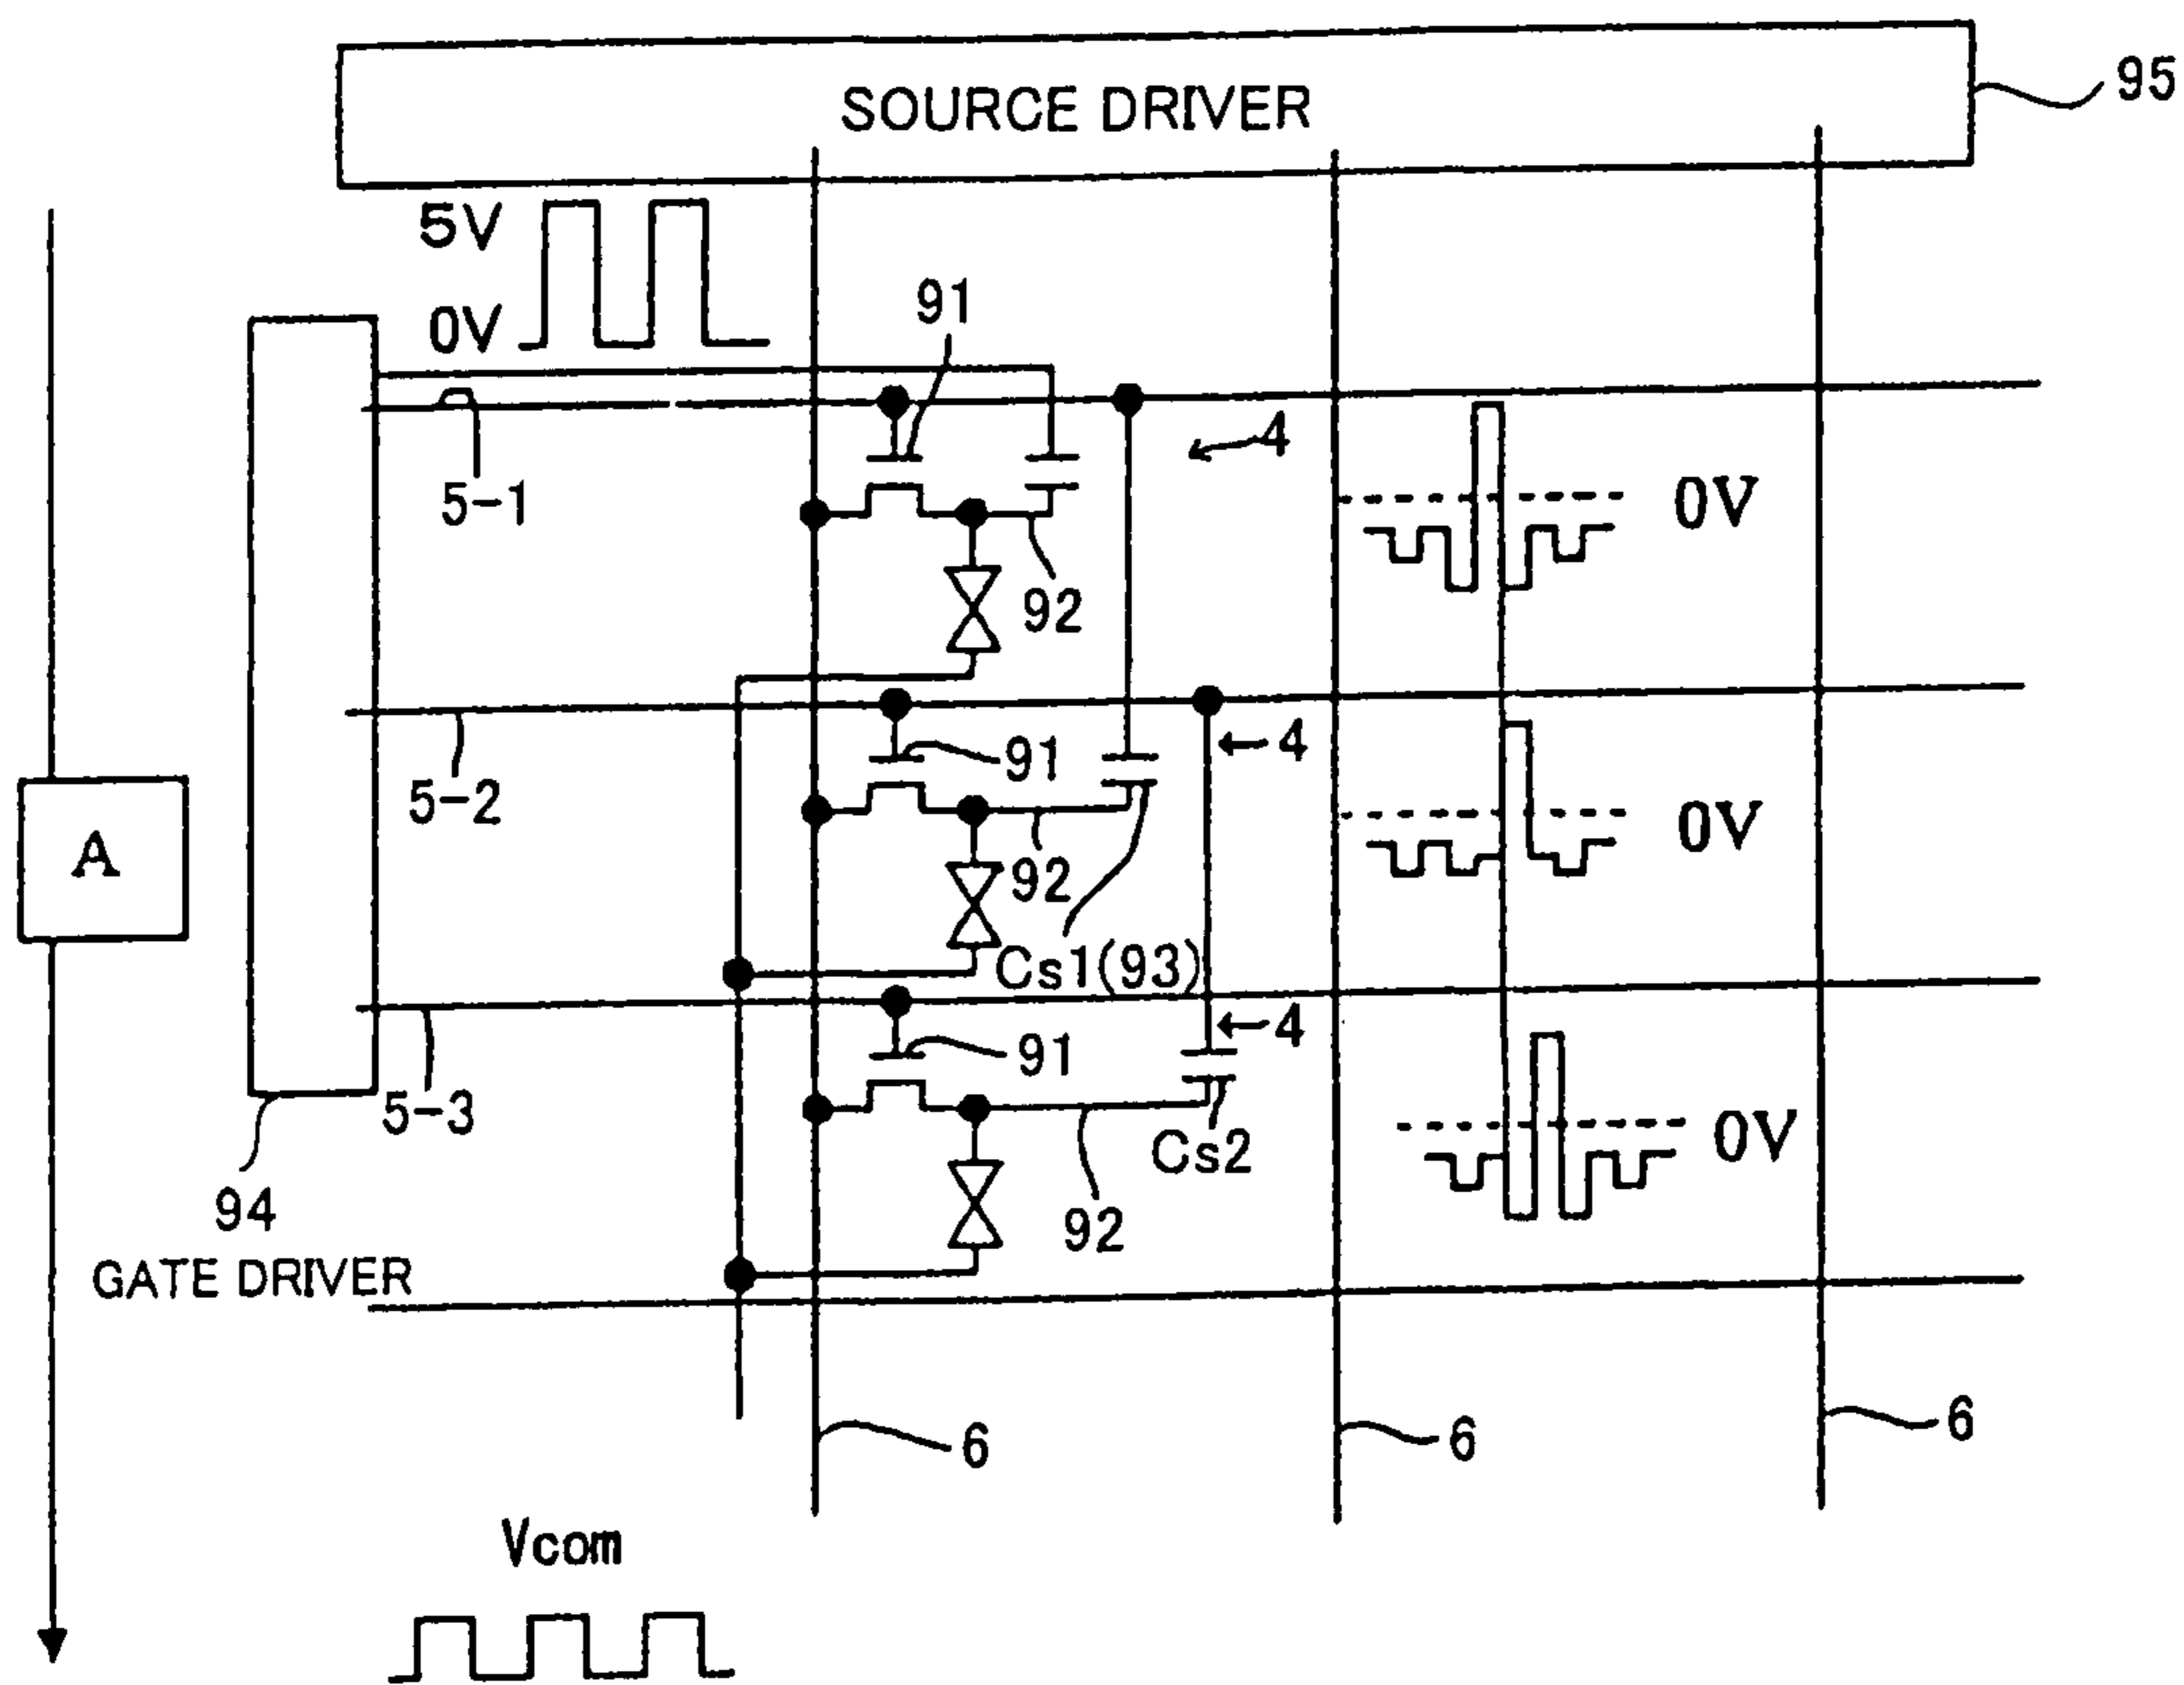 SOURCE DRIVER
95
5V
0V
91
4
5-1
0V
92
4
91
5-2
0V
A
92
Cs1(93)
4
91
5-3
0V
Cs2
94
92
GATE DRIVER
6
6
6
Vcom